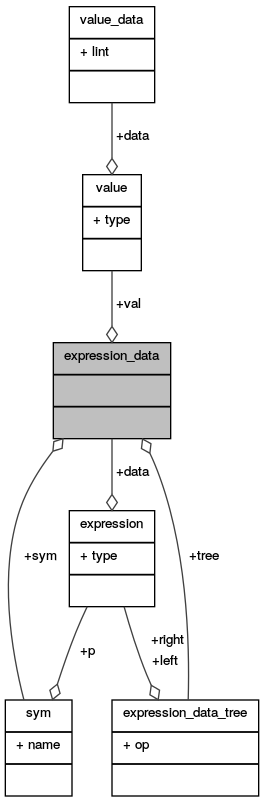 value_data
+ lint
+data
value
+ type
+val
expression_data
+data
expression
+ type
+sym
+tree
+p
+right
+left
sym
+ name
expression_data_tree
+ op